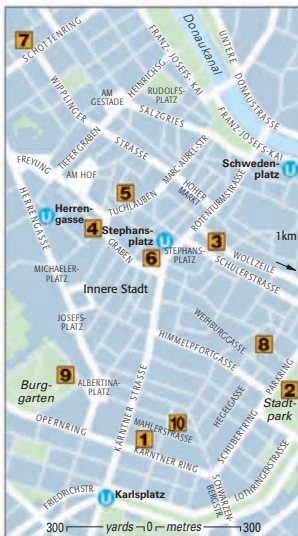 7
SCHOTTENRING
Donaukanal
FRANZ-JOSEFS-KAI
UNTERE
DONAUSTRASSE
WIPPLINGER
STRASSE
AM
GESTADE
HEINRICHSG.
RUDOLFS-
PLATZ
SALZGRIES
FRANZ-JOSEFS-KAI
TIEFERGRABEN
FREYUNG
AM HOF
MARC-AUREL-STR.
Schweden-
platz
U
HOHER
MARKT
ROTENTURMSTRASSE
5
TUCHLAUBEN
HERRENGASSE
U
Herren-
gasse
4
GRABEN
Stephans-
platz
U
3
WOLLZEILE
1km
6
STEPHANS-
PLATZ
SCHULERSTRASSE
MICHAELER-
PLATZ
Innere Stadt
JOSEFS-
PLATZ
WEIHBURGGASSE
HIMMELPFORTGASSE
8
9
ALBERTINA-
PLATZ
Burg-
garten
KÄRNTNER STRASSE
PARKRING
2
Stadt-
park
HEGELGASSE
SCHUBERTRING
OPERNRING
10
MAHLERSTRASSE
1
KÄRNTNER RING
LOTHRINGERSTRASSE
SCHWARZEN-
BERGSTR.
FRIEDRICHSTR.
U
Karlsplatz
300 yards 0 metres 300